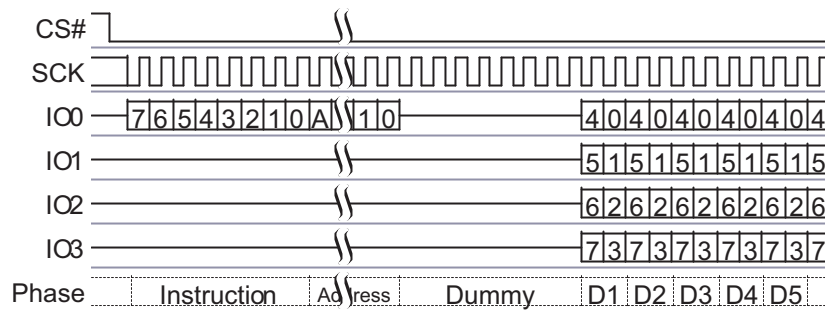 CS#
SCK
IO0 7 6 5 4 3 2 1 0 A 1 0 4 0 4 0 4 0 4 0 4 0 4
IO1 5 1 5 1 5 1 5 1 5 1 5
IO2 6 2 6 2 6 2 6 2 6 2 6
IO3 7 3 7 3 7 3 7 3 7 3 7
Phase Instruction Address Dummy D1 D2 D3 D4 D5